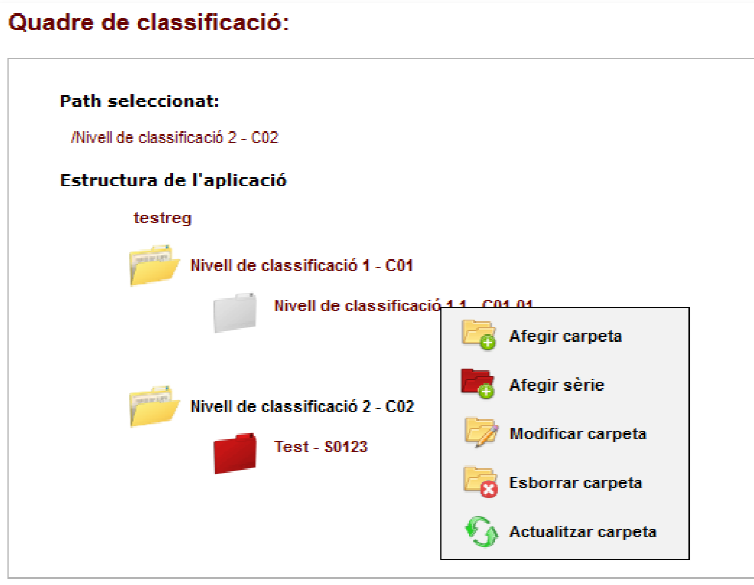 Quadre de classificació:
Path seleccionat:
/Nivell de classificació 2 - C02
Estructura de l'aplicació
testreg
Nivell de classificació 1 - C01
Nivell de classificació 1.1 - C01.01
Afegir carpeta
Afegir sèrie
Nivell de classificació 2 - C02
Modificar carpeta
Test - S0123
Esborrar carpeta
Actualitzar carpeta